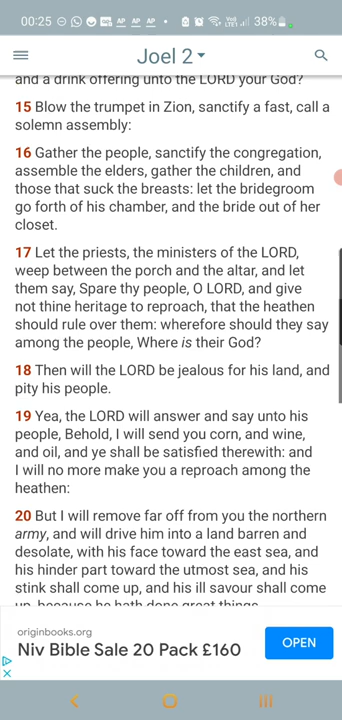 00:25 AP AP AP 38%
Joel 2
and a drink offering unto the LORD your God?
15 Blow the trumpet in Zion, sanctify a fast, call a
solemn assembly:
16 Gather the people, sanctify the congregation,
assemble the elders, gather the children, and
those that suck the breasts: let the bridegroom
go forth of his chamber, and the bride out of her
closet.
17 Let the priests, the ministers of the LORD,
weep between the porch and the altar, and let
them say, Spare thy people, O LORD, and give
not thine heritage to reproach, that the heathen
should rule over them: wherefore should they say
among the people, Where is their God?
18 Then will the LORD be jealous for his land, and
pity his people.
19 Yea, the LORD will answer and say unto his
people, Behold, I will send you corn, and wine,
and oil, and ye shall be satisfied therewith: and
I will no more make you a reproach among the
heathen:
20 But I will remove far off from you the northern
army, and will drive him into a land barren and
desolate, with his face toward the east sea, and
his hinder part toward the utmost sea, and his
stink shall come up, and his ill savour shall come
up, because he hath done great things.
originbooks.org
Niv Bible Sale 20 Pack £160
OPEN